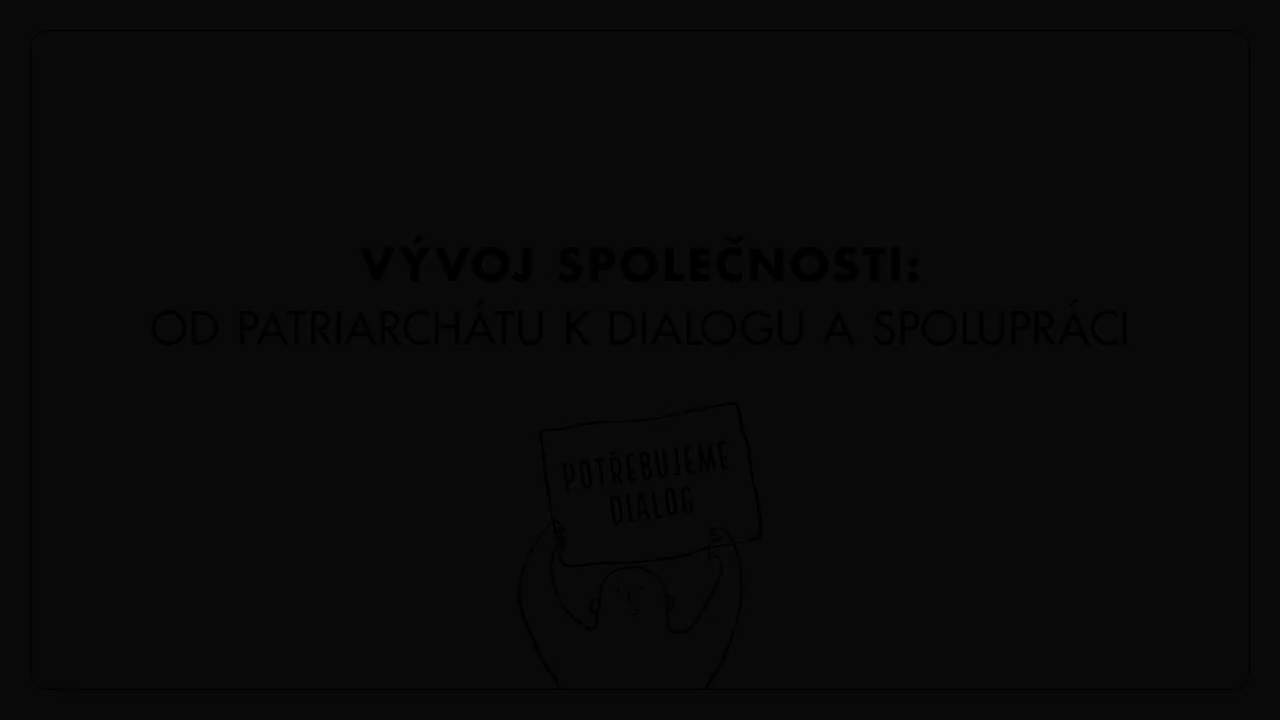 VÝVOJ SPOLEČNOSTI:
OD PATRIARCHÁTU K DIALOGU A SPOLUPRÁCI
POTŘEBUJEME
DIALOG